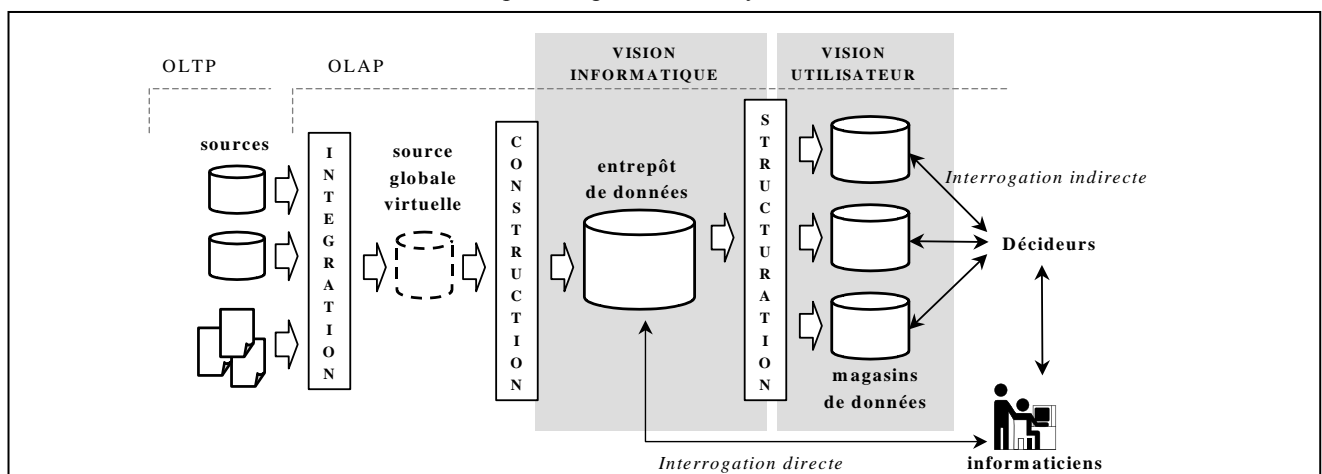 VISION
INFORMATIQUE
VISION
UTILISATEUR
OLTP
OLAP
sources
INTEGRATION
source
globale
virtuelle
CONSTRUCTION
entrepôt
de données
STRUCTURATION
Interrogation indirecte
Décideurs
magasins
de données
Interrogation directe
informaticiens